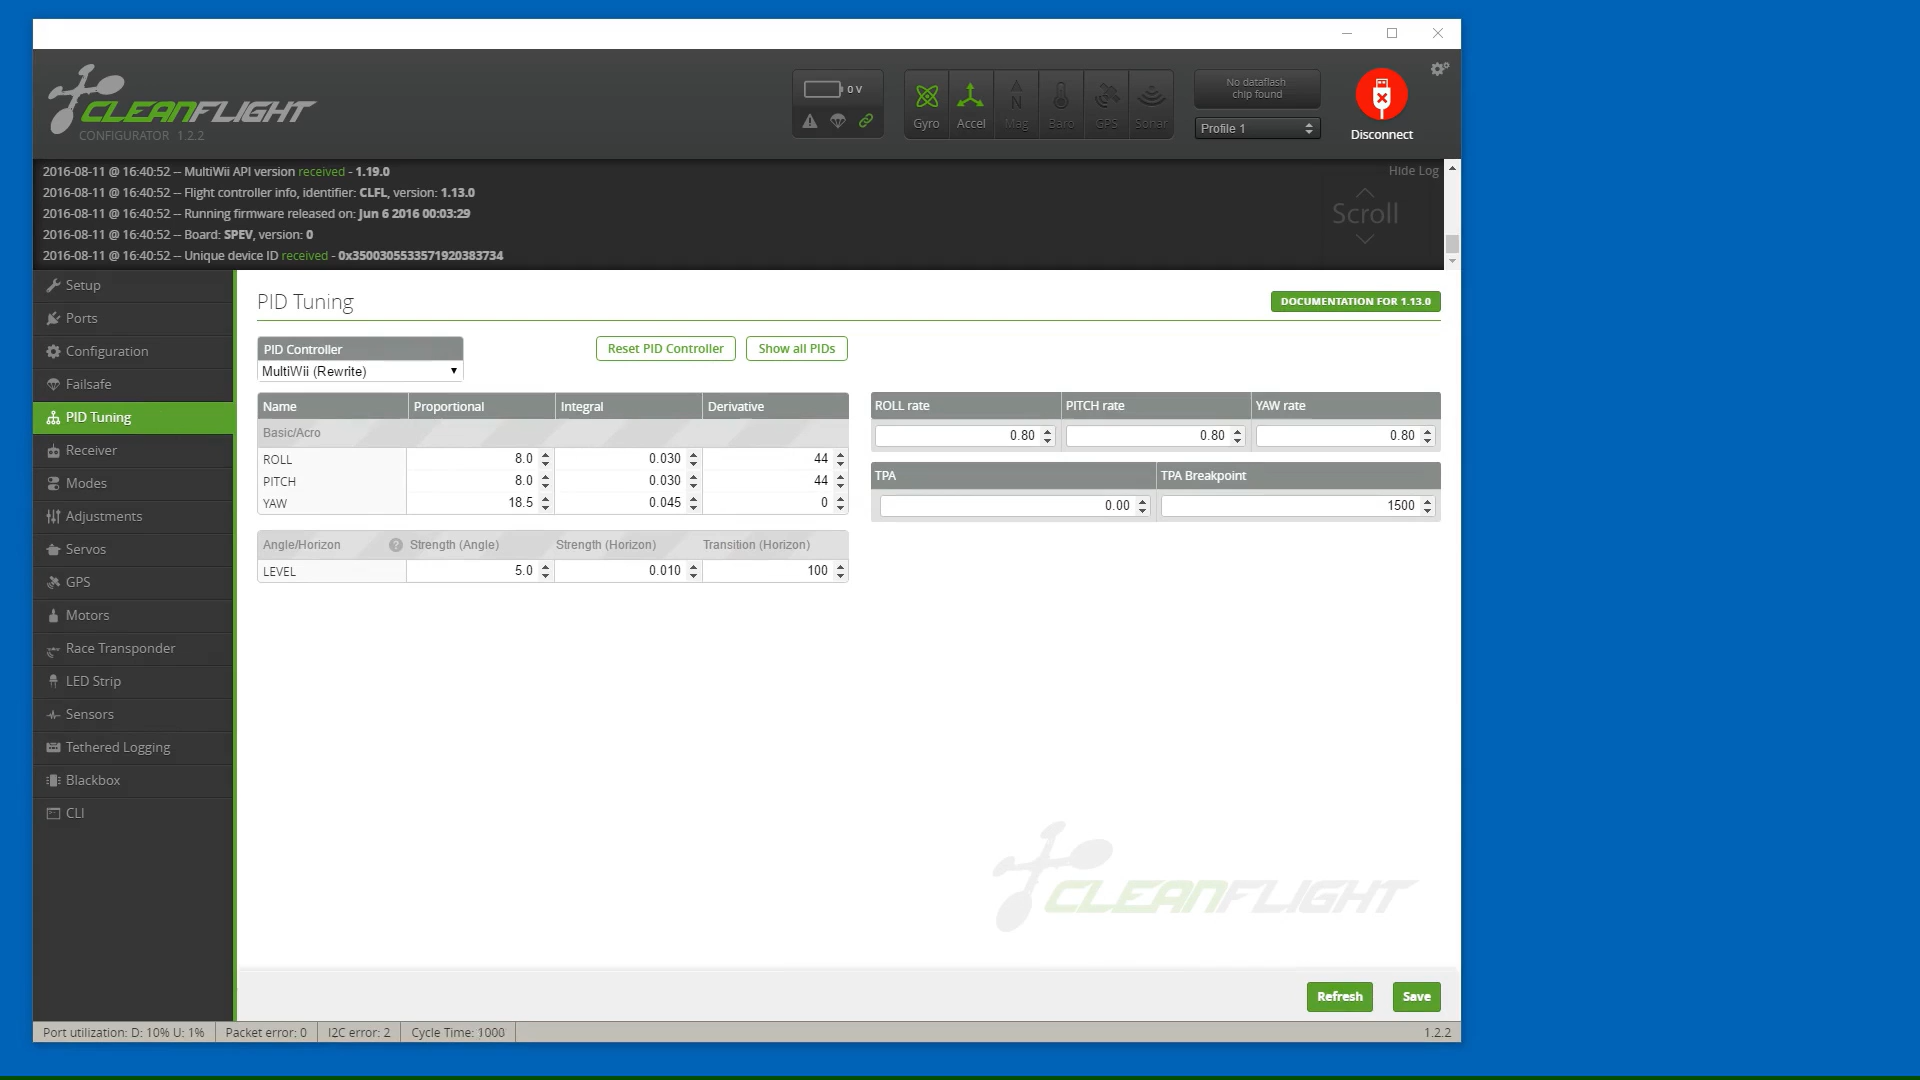 CLEANFLIGHT
CONFIGURATOR 1.2.2
0 V
Gyro Accel Mag Baro GPS Sonar
No dataflash
chip found
Profile 1
Disconnect
2016-08-11 @ 16:40:52 -- MultiWii API version received - 1.19.0
2016-08-11 @ 16:40:52 -- Flight controller info, identifier: CLFL, version: 1.13.0
2016-08-11 @ 16:40:52 -- Running firmware released on: Jun 6 2016 00:03:29
2016-08-11 @ 16:40:52 -- Board: SPEV, version: 0
2016-08-11 @ 16:40:52 -- Unique device ID received - 0x3500305533571920383734
Hide Log
Scroll
Setup
Ports
Configuration
Failsafe
PID Tuning
Receiver
Modes
Adjustments
Servos
GPS
Motors
Race Transponder
LED Strip
Sensors
Tethered Logging
Blackbox
CLI
PID Tuning
DOCUMENTATION FOR 1.13.0
PID Controller
MultiWii (Rewrite)
Reset PID Controller
Show all PIDs
Name Proportional Integral Derivative
Basic/Acro
ROLL 8.0 0.030 44
PITCH 8.0 0.030 44
YAW 18.5 0.045 0
Angle/Horizon ? Strength (Angle) Strength (Horizon) Transition (Horizon)
LEVEL 5.0 0.010 100
ROLL rate PITCH rate YAW rate
0.80 0.80 0.80
TPA TPA Breakpoint
0.00 1500
CLEANFLIGHT
Refresh Save
Port utilization: D: 10% U: 1% Packet error: 0 I2C error: 2 Cycle Time: 1000 1.2.2